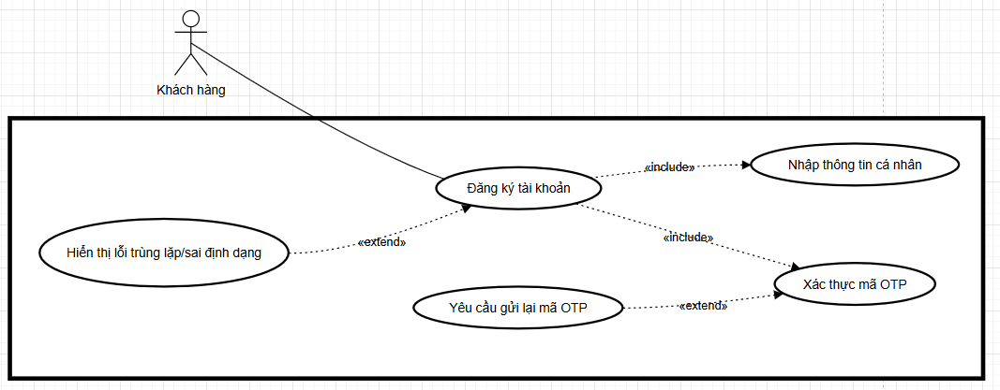 Khách hàng
Nhập thông tin cá nhân
«include»
Đăng ký tài khoản
«include»
«extend»
Hiển thị lỗi trùng lặp/sai định dạng
Xác thực mã OTP
«extend»
Yêu cầu gửi lại mã OTP